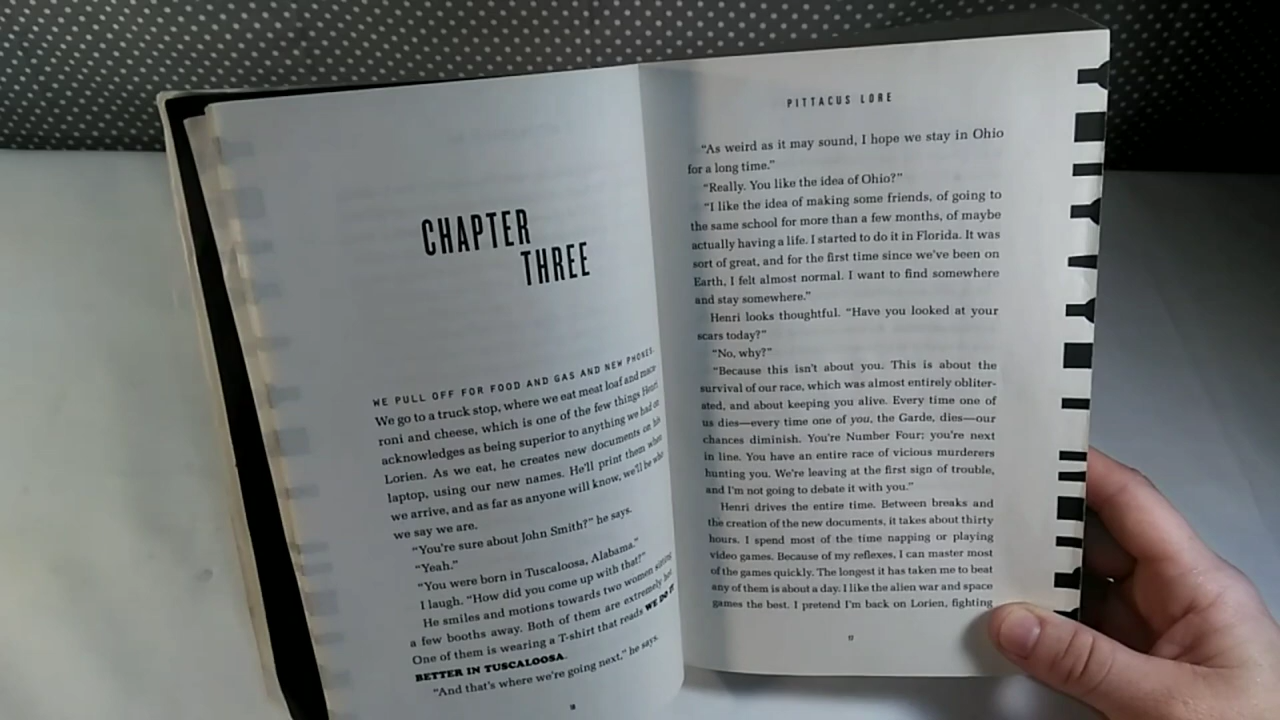 CHAPTER
THREE
WE PULL OFF FOR FOOD AND GAS AND NEW PHONES.
We go to a truck stop, where we eat meat loaf and maca-
roni and cheese, which is one of the few things Henri
acknowledges as being superior to anything we had on
Lorien. As we eat, he creates new documents on his
laptop, using our new names. He'll print them when
we arrive, and as far as anyone will know, we'll be who
we say we are.
“You're sure about John Smith?” he says.
“Yeah.”
“You were born in Tuscaloosa, Alabama.”
I laugh. “How did you come up with that?”
He smiles and motions towards two women sitting
a few booths away. Both of them are extremely hot.
One of them is wearing a T-shirt that reads WE DO IT
BETTER IN TUSCALOOSA.
“And that's where we're going next,” he says.
PITTACUS LORE
“As weird as it may sound, I hope we stay in Ohio
for a long time.”
“Really. You like the idea of Ohio?”
“I like the idea of making some friends, of going to
the same school for more than a few months, of maybe
actually having a life. I started to do it in Florida. It was
sort of great, and for the first time since we've been on
Earth, I felt almost normal. I want to find somewhere
and stay somewhere.”
Henri looks thoughtful. “Have you looked at your
scars today?”
“No, why?”
“Because this isn't about you. This is about the
survival of our race, which was almost entirely obliter-
ated, and about keeping you alive. Every time one of
us dies—every time one of you, the Garde, dies—our
chances diminish. You're Number Four; you're next
in line. You have an entire race of vicious murderers
hunting you. We're leaving at the first sign of trouble,
and I'm not going to debate it with you.”
Henri drives the entire time. Between breaks and
the creation of the new documents, it takes about thirty
hours. I spend most of the time napping or playing
video games. Because of my reflexes, I can master most
of the games quickly. The longest it has taken me to beat
any of them is about a day. I like the alien war and space
games the best. I pretend I'm back on Lorien, fighting